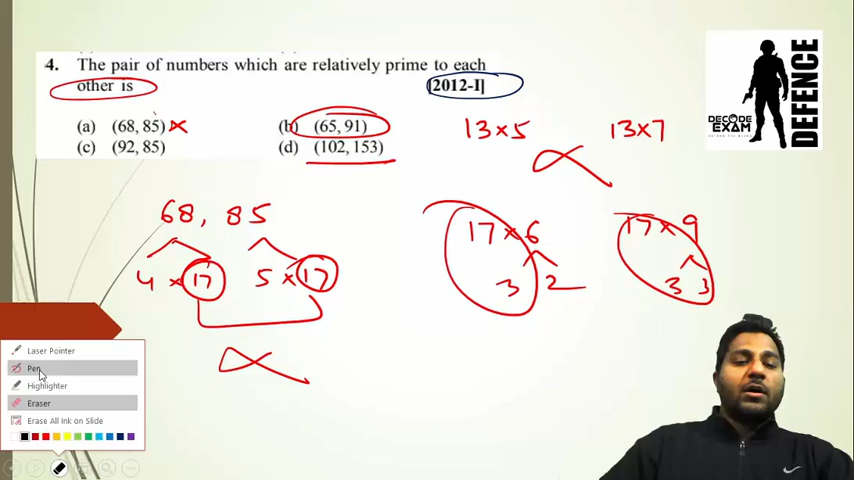 4. The pair of numbers which are relatively prime to each
other is [2012-I]
(a) (68, 85) (b) (65, 91)
(c) (92, 85) (d) (102, 153)
13×5 13×7
68, 85
4 × 17 5 × 17
17 × 6 17 × 9
3 2 3 3
DECODE
EXAM
DEFENCE
Laser Pointer
Pen
Highlighter
Eraser
Erase All Ink on Slide